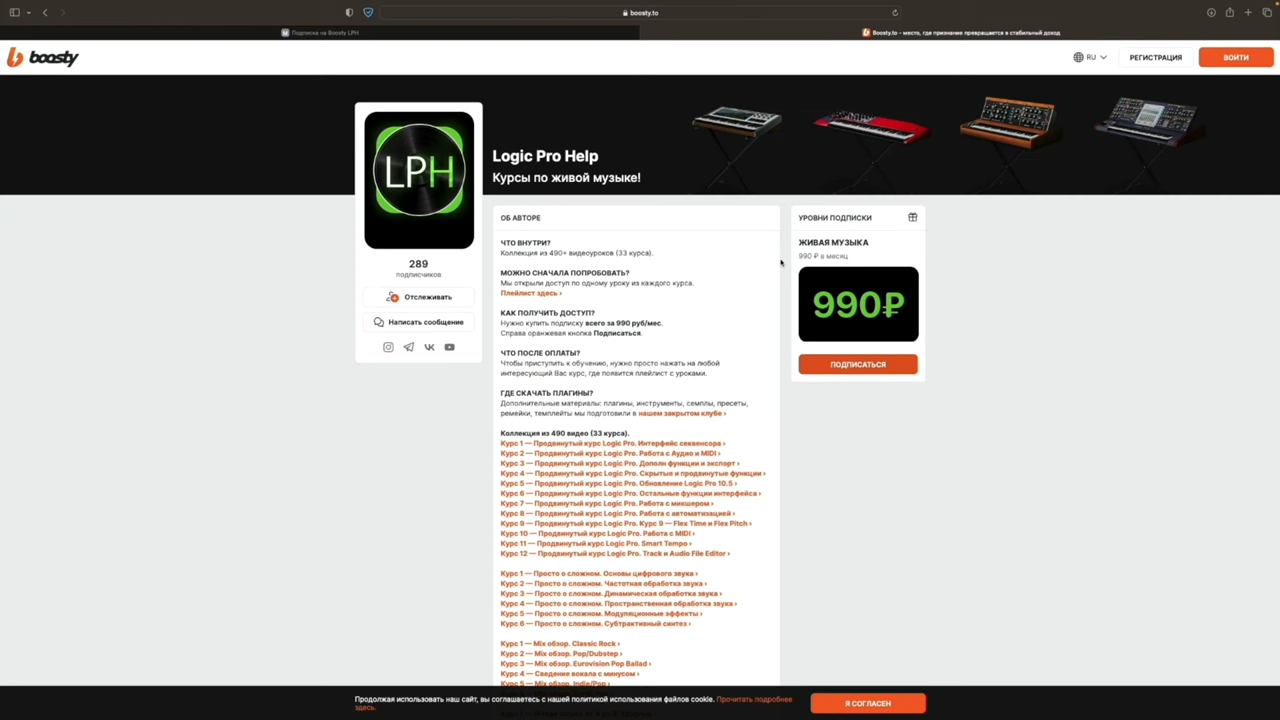 boosty.to
Подписка на Boosty LPH
Boosty.to - место, где признание превращается в стабильный доход
boosty
RU
РЕГИСТРАЦИЯ
ВОЙТИ
LPH
Logic Pro Help
Курсы по живой музыке!
289
подписчиков
Отслеживать
Написать сообщение
ОБ АВТОРЕ
ЧТО ВНУТРИ?
Коллекция из 490+ видеоуроков (33 курса).
МОЖНО СНАЧАЛА ПОПРОБОВАТЬ?
Мы открыли доступ по одному уроку из каждого курса.
Плейлист здесь ›
КАК ПОЛУЧИТЬ ДОСТУП?
Нужно купить подписку всего за 990 руб/мес.
Справа оранжевая кнопка Подписаться.
ЧТО ПОСЛЕ ОПЛАТЫ?
Чтобы приступить к обучению, нужно просто нажать на любой
интересующий Вас курс, где появится плейлист с уроками.
ГДЕ СКАЧАТЬ ПЛАГИНЫ?
Дополнительные материалы: плагины, инструменты, семплы, пресеты,
ремейки, темплейты мы подготовили в нашем закрытом клубе ›
Коллекция из 490 видео (33 курса).
Курс 1 — Продвинутый курс Logic Pro. Интерфейс секвенсора ›
Курс 2 — Продвинутый курс Logic Pro. Работа с Аудио и MIDI ›
Курс 3 — Продвинутый курс Logic Pro. Дополн функции и экспорт ›
Курс 4 — Продвинутый курс Logic Pro. Скрытые и продвинутые функции ›
Курс 5 — Продвинутый курс Logic Pro. Обновление Logic Pro 10.5 ›
Курс 6 — Продвинутый курс Logic Pro. Остальные функции интерфейса ›
Курс 7 — Продвинутый курс Logic Pro. Работа с микшером ›
Курс 8 — Продвинутый курс Logic Pro. Работа с автоматизацией ›
Курс 9 — Продвинутый курс Logic Pro. Курс 9 — Flex Time и Flex Pitch ›
Курс 10 — Продвинутый курс Logic Pro. Работа с MIDI ›
Курс 11 — Продвинутый курс Logic Pro. Smart Tempo ›
Курс 12 — Продвинутый курс Logic Pro. Track и Audio File Editor ›
Курс 1 — Просто о сложном. Основы цифрового звука ›
Курс 2 — Просто о сложном. Частотная обработка звука ›
Курс 3 — Просто о сложном. Динамическая обработка звука ›
Курс 4 — Просто о сложном. Пространственная обработка звука ›
Курс 5 — Просто о сложном. Модуляционные эффекты ›
Курс 6 — Просто о сложном. Субтрактивный синтез ›
Курс 1 — Mix обзор. Classic Rock ›
Курс 2 — Mix обзор. Pop/Dubstep ›
Курс 3 — Mix обзор. Eurovision Pop Ballad ›
Курс 4 — Сведение вокала с минусом ›
Курс 5 — Mix обзор. Indie/Pop ›
УРОВНИ ПОДПИСКИ
ЖИВАЯ МУЗЫКА
990 ₽ в месяц
990₽
ПОДПИСАТЬСЯ
Продолжая использовать наш сайт, вы соглашаетесь с нашей политикой использования файлов cookie. Прочитать подробнее
здесь.
Я СОГЛАСЕН